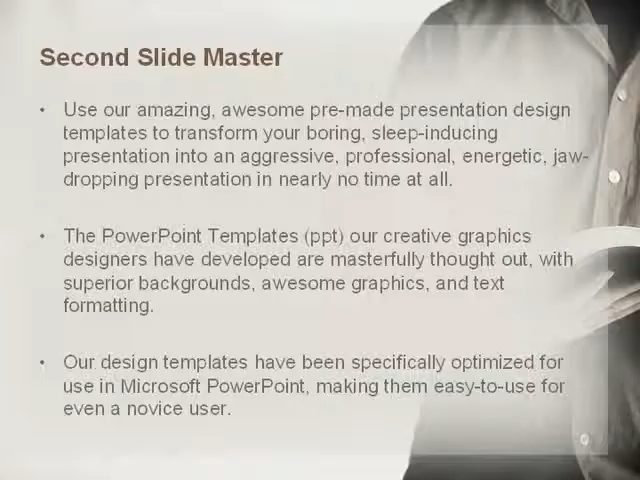 Second Slide Master
• Use our amazing, awesome pre-made presentation design
templates to transform your boring, sleep-inducing
presentation into an aggressive, professional, energetic, jaw-
dropping presentation in nearly no time at all.
• The PowerPoint Templates (ppt) our creative graphics
designers have developed are masterfully thought out, with
superior backgrounds, awesome graphics, and text
formatting.
• Our design templates have been specifically optimized for
use in Microsoft PowerPoint, making them easy-to-use for
even a novice user.